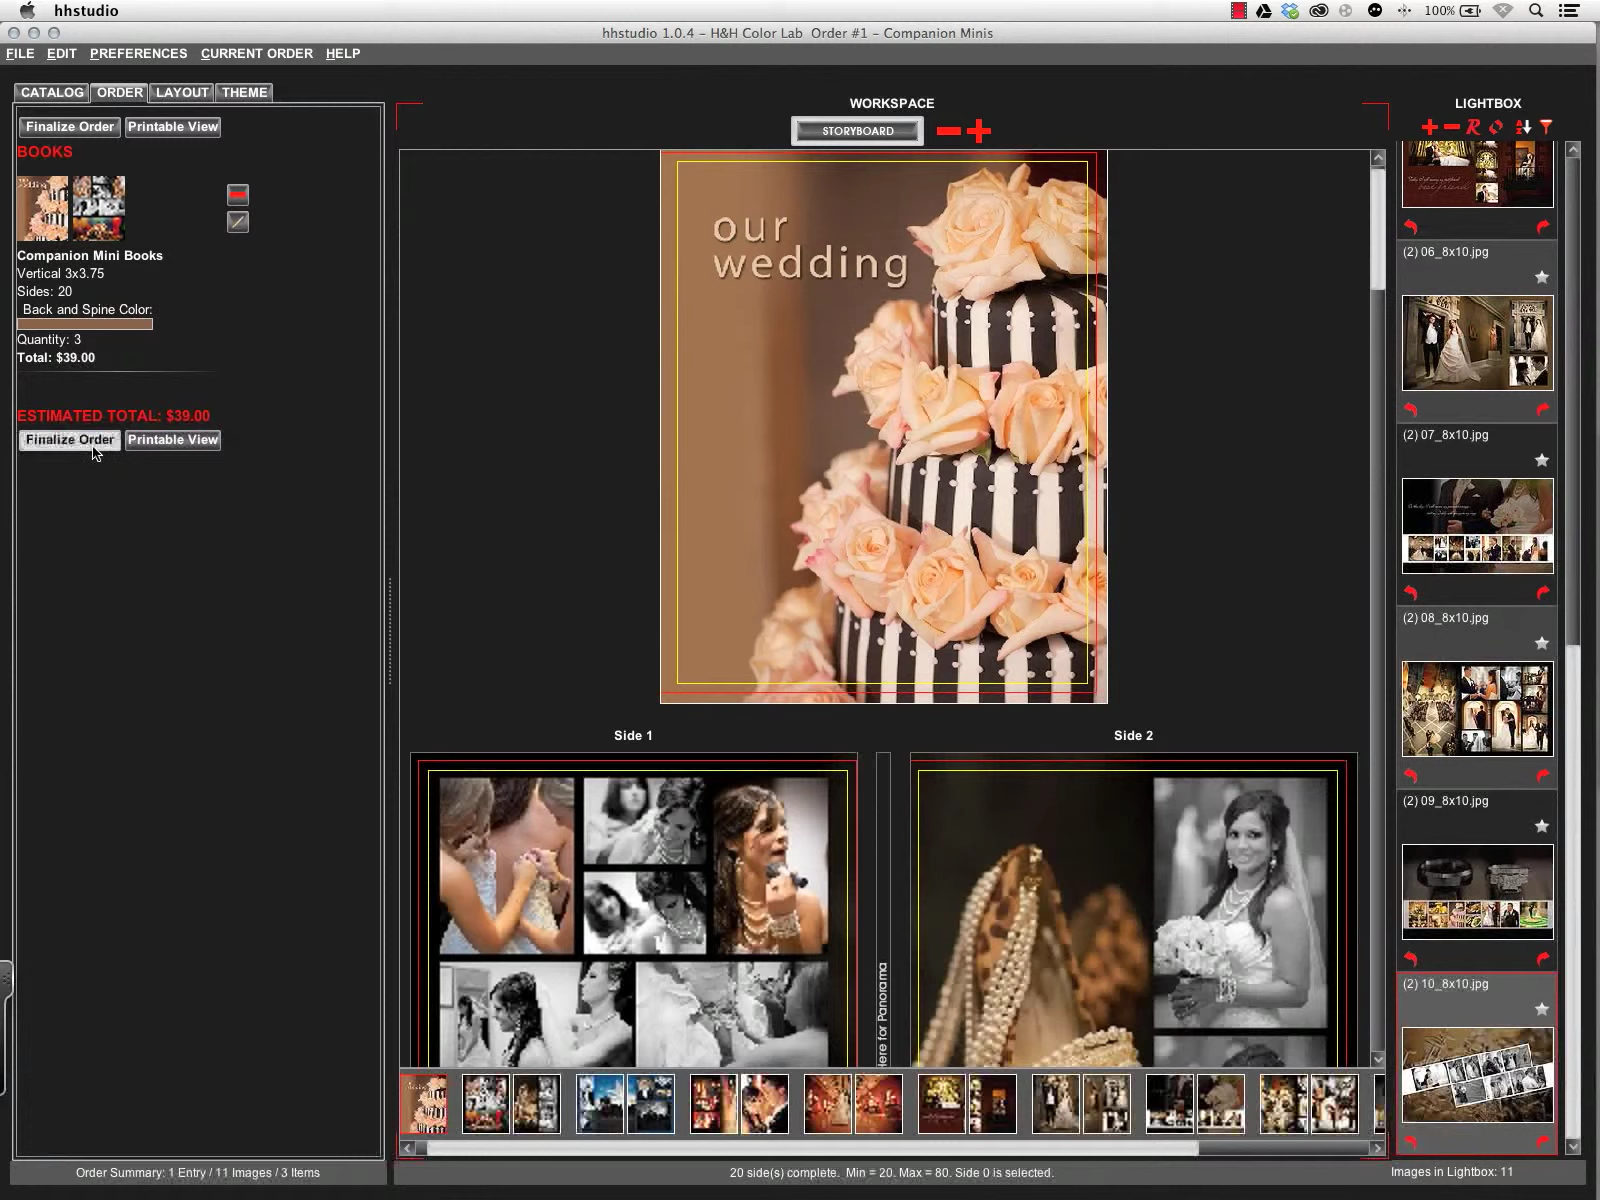 hhstudio
100%
hhstudio 1.0.4 - H&H Color Lab Order #1 - Companion Minis
FILE EDIT PREFERENCES CURRENT ORDER HELP
CATALOG ORDER LAYOUT THEME
Finalize Order Printable View
BOOKS
Companion Mini Books
Vertical 3x3.75
Sides: 20
Back and Spine Color:
Quantity: 3
Total: $39.00
ESTIMATED TOTAL: $39.00
Finalize Order Printable View
Order Summary: 1 Entry / 11 Images / 3 Items
WORKSPACE
STORYBOARD
our
wedding
Side 1
Side 2
Here for Panorama
20 side(s) complete. Min = 20. Max = 80. Side 0 is selected.
LIGHTBOX
(2) 06_8x10.jpg
(2) 07_8x10.jpg
(2) 08_8x10.jpg
(2) 09_8x10.jpg
(2) 10_8x10.jpg
Images in Lightbox: 11